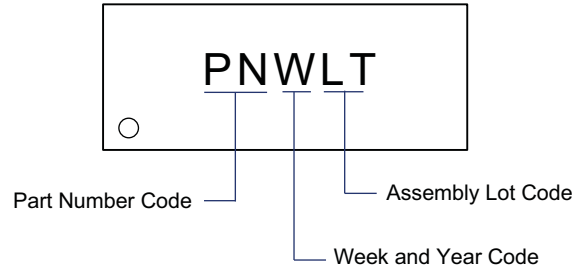 PNWLT
Part Number Code
Assembly Lot Code
Week and Year Code